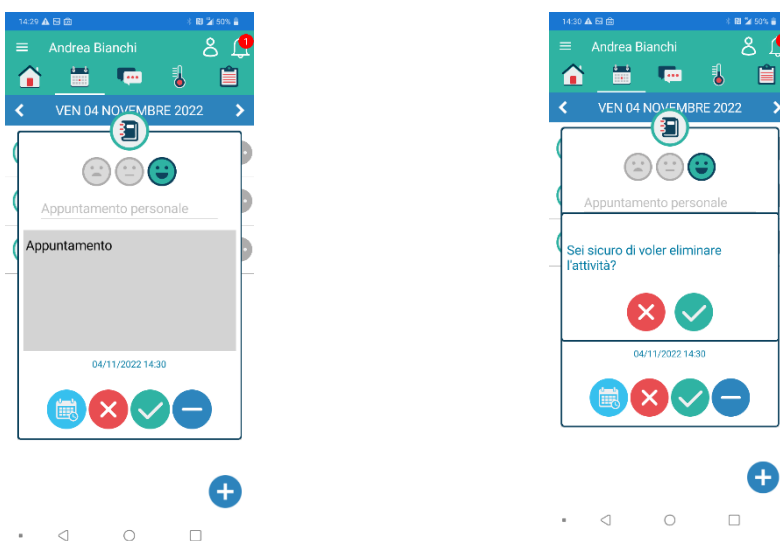 14:29 50%
Andrea Bianchi
1
VEN 04 NOVEMBRE 2022
Appuntamento personale
Appuntamento
04/11/2022 14:30
14:30 50%
Andrea Bianchi
VEN 04 NOVEMBRE 2022
Appuntamento personale
Sei sicuro di voler eliminare
l'attività?
04/11/2022 14:30